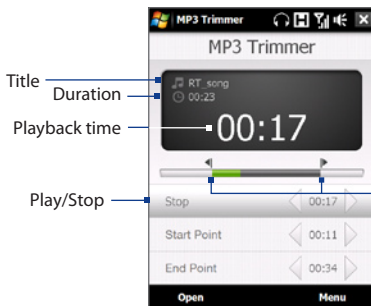 MP3 Trimmer
MP3 Trimmer
Title
RT_song
Duration
00:23
Playback time
00:17
Play/Stop
Stop
00:17
Start Point
00:11
End Point
00:34
Open
Menu